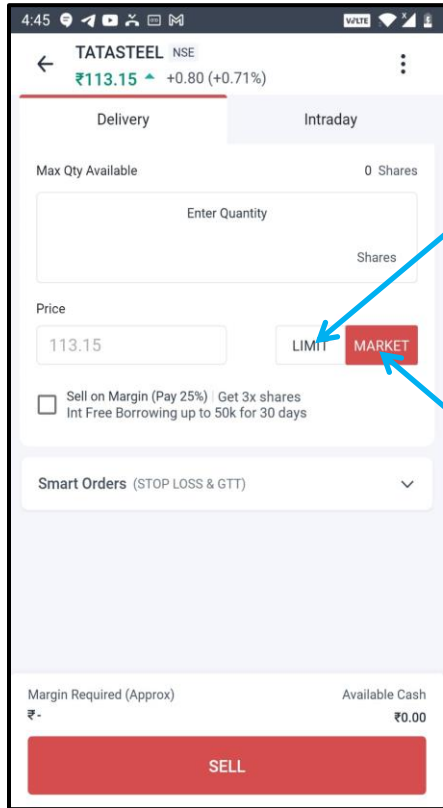 4:45
VoLTE
TATASTEEL NSE
₹113.15 +0.80 (+0.71%)
Delivery Intraday
Max Qty Available 0 Shares
Enter Quantity
Shares
Price
113.15 LIMIT MARKET
Sell on Margin (Pay 25%) | Get 3x shares
Int Free Borrowing up to 50k for 30 days
Smart Orders (STOP LOSS & GTT)
Margin Required (Approx) Available Cash
₹- ₹0.00
SELL